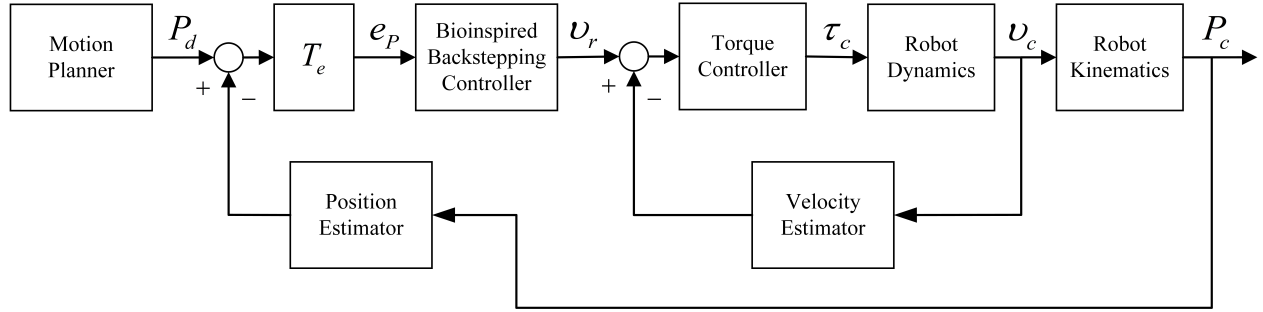 Motion
Planner
P_d
+
−
T_e
e_P
Bioinspired
Backstepping
Controller
υ_r
+
−
Torque
Controller
τ_c
Robot
Dynamics
υ_c
Robot
Kinematics
P_c
Position
Estimator
Velocity
Estimator